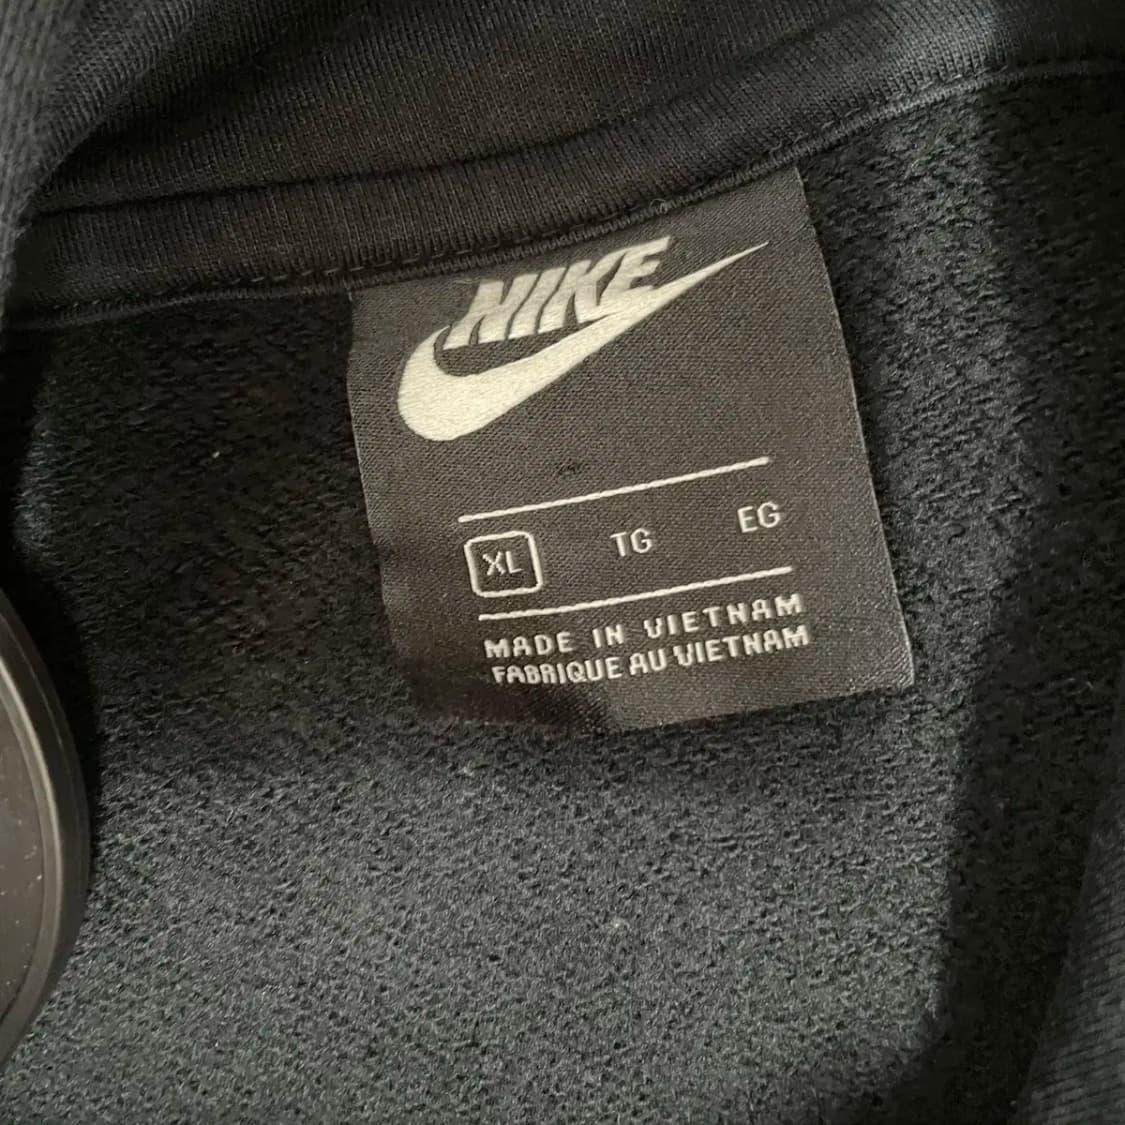 NIKE
XL TG EG
MADE IN VIETNAM
FABRIQUE AU VIETNAM